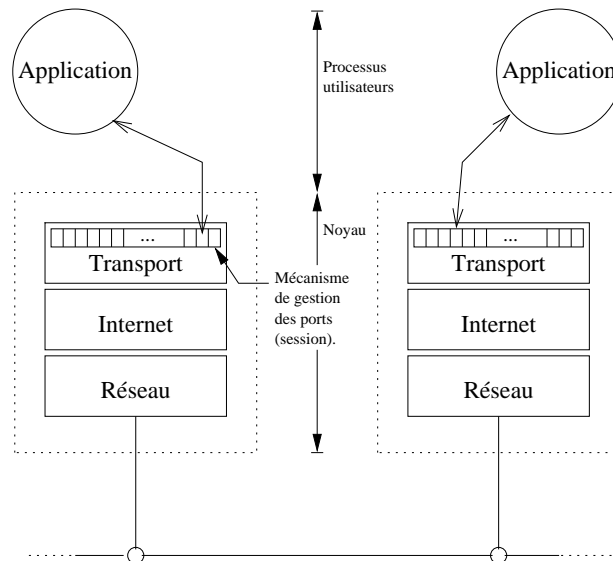 Application
Processus
utilisateurs
Application
Noyau
...
Transport
Mécanisme
de gestion
des ports
(session).
...
Transport
Internet
Internet
Réseau
Réseau